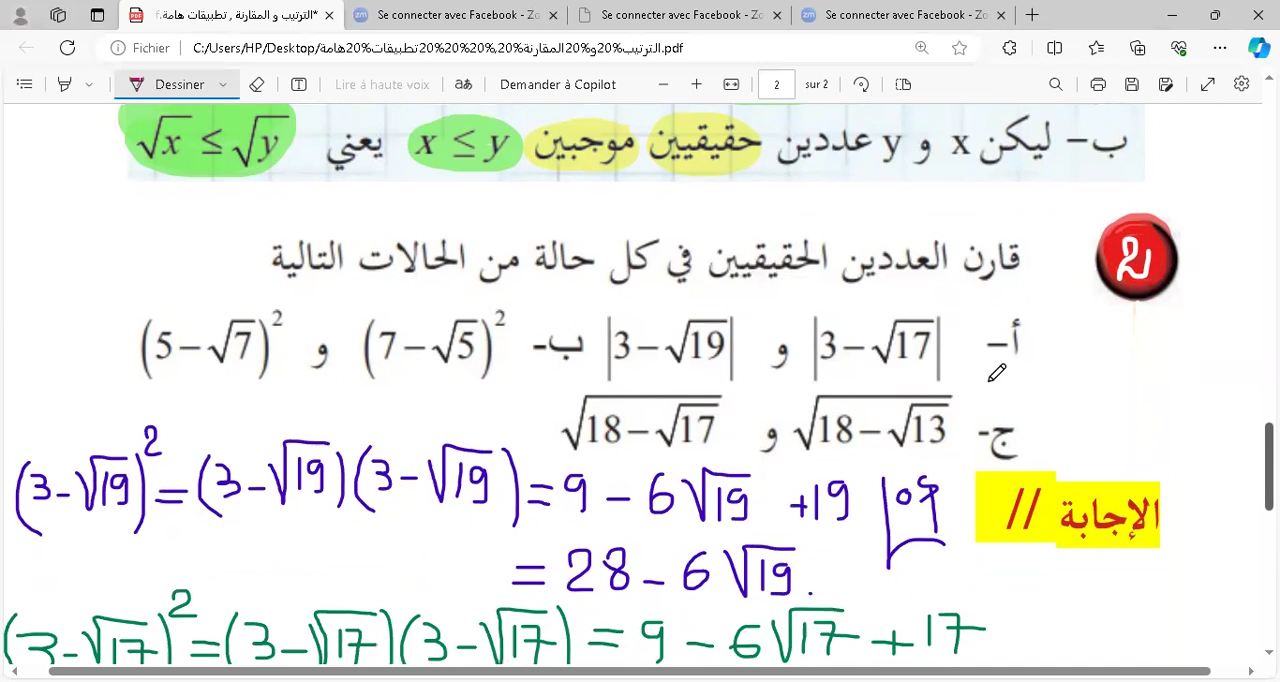 الترتيب و المقارنة , تطبيقات هامة.f*
Se connecter avec Facebook - Zo
Se connecter avec Facebook - Zo
Se connecter avec Facebook - Zo
Fichier C:/Users/HP/Desktop/الترتيب%20و%20المقارنة%20,%20%20%20تطبيقات%20هامة.pdf
Dessiner Lire à haute voix aあ Demander à Copilot 2 sur 2
ب- ليكن x و y عددين حقيقيين موجبين x ≤ y يعني √x ≤ √y
2
قارن العددين الحقيقيين في كل حالة من الحالات التالية
أ- |3-√17| و |3-√19| ب- (7-√5)² و (5-√7)²
ج- √(18-√13) و √(18-√17)
الإجابة //
(3-√19)² = (3-√19)(3-√19) = 9 - 6√19 + 19
= 28 - 6√19.
(3-√17)² = (3-√17)(3-√17) = 9 - 6√17 + 17